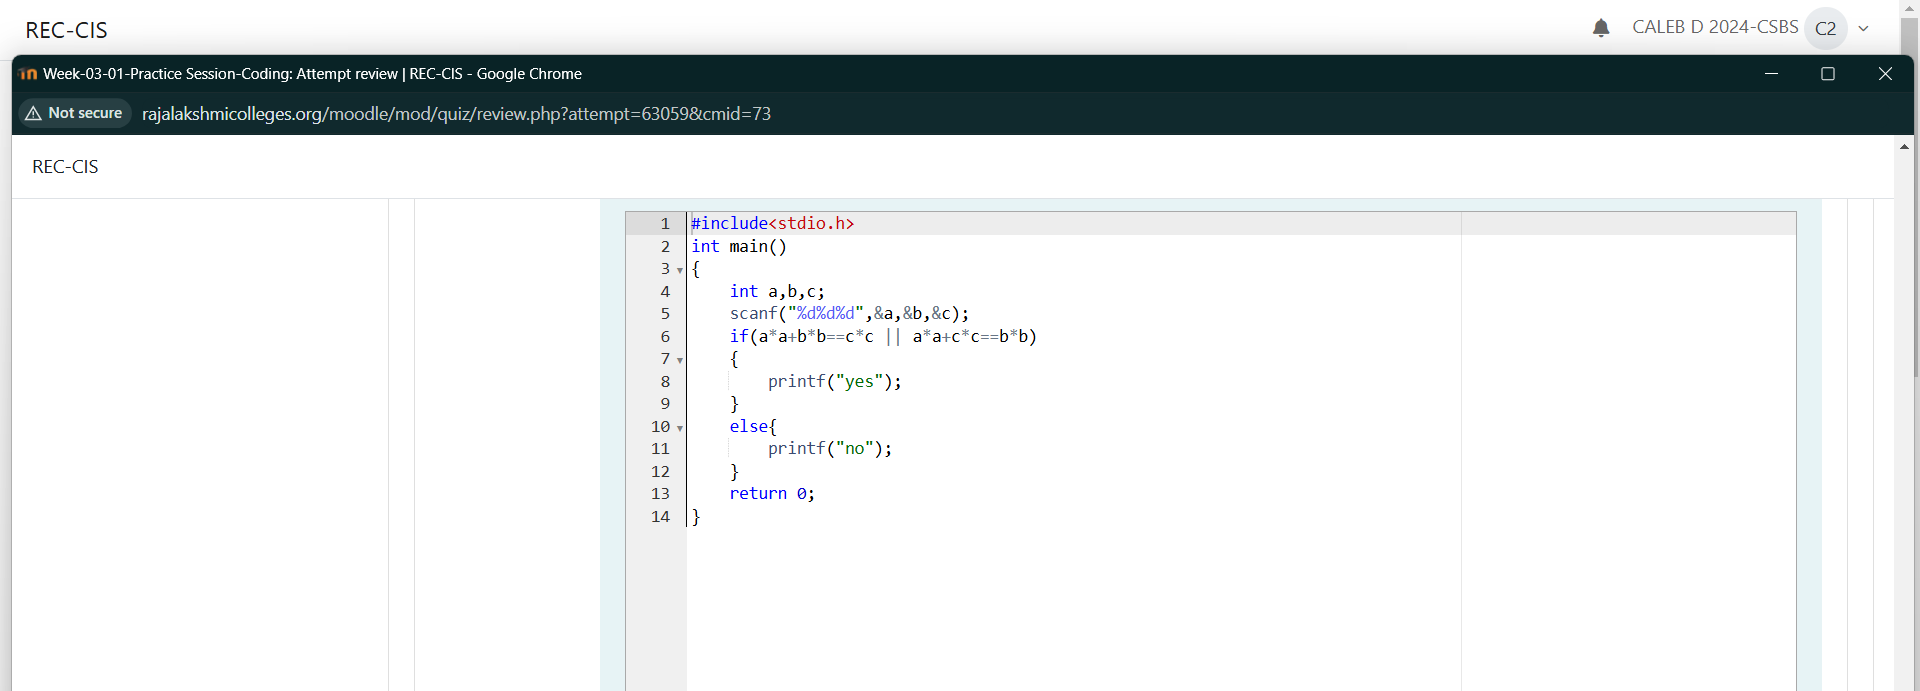 REC-CIS
CALEB D 2024-CSBS C2
Week-03-01-Practice Session-Coding: Attempt review | REC-CIS - Google Chrome
Not secure rajalakshmicolleges.org/moodle/mod/quiz/review.php?attempt=63059&cmid=73
REC-CIS
1 #include<stdio.h>
2 int main()
3 {
4     int a,b,c;
5     scanf("%d%d%d",&a,&b,&c);
6     if(a*a+b*b==c*c || a*a+c*c==b*b)
7     {
8         printf("yes");
9     }
10     else{
11         printf("no");
12     }
13     return 0;
14 }